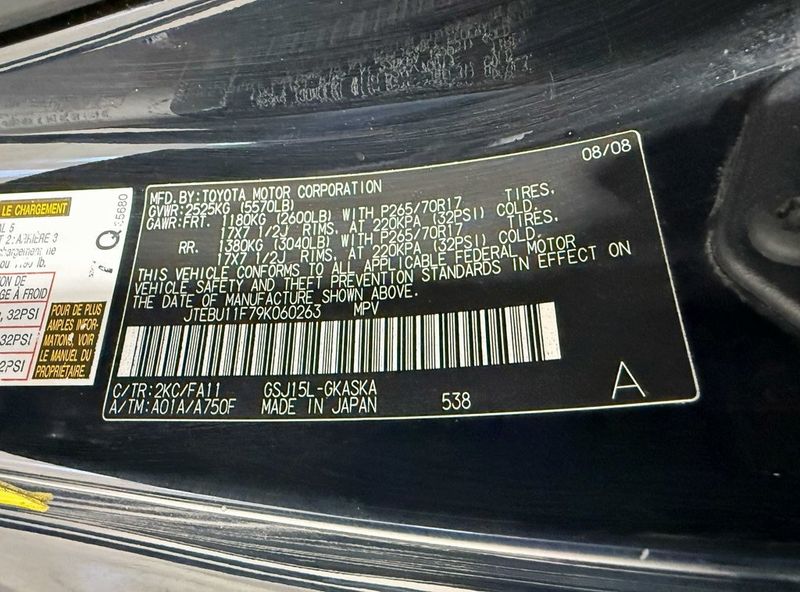 LE CHARGEMENT
ION DE
GE À FROID
32PSI
32PSI
2PSI
POUR DE PLUS
AMPLES INFOR-
MATIONS, VOIR
LE MANUEL DU
PROPRIÉTAIRE.
08/08
MFD.BY:TOYOTA MOTOR CORPORATION
GVWR:2525KG (5570LB)
GAWR:FRT. 1180KG (2600LB) WITH P265/70R17 TIRES,
17X7 1/2J RIMS, AT 220KPA (32PSI) COLD.
RR. 1380KG (3040LB) WITH P265/70R17 TIRES,
17X7 1/2J RIMS, AT 220KPA (32PSI) COLD.
THIS VEHICLE CONFORMS TO ALL APPLICABLE FEDERAL MOTOR
VEHICLE SAFETY AND THEFT PREVENTION STANDARDS IN EFFECT ON
THE DATE OF MANUFACTURE SHOWN ABOVE.
JTEBU11F79K060263 MPV
C/TR:2KC/FA11 GSJ15L-GKASKA
A/TM:A01A/A750F MADE IN JAPAN 538
A